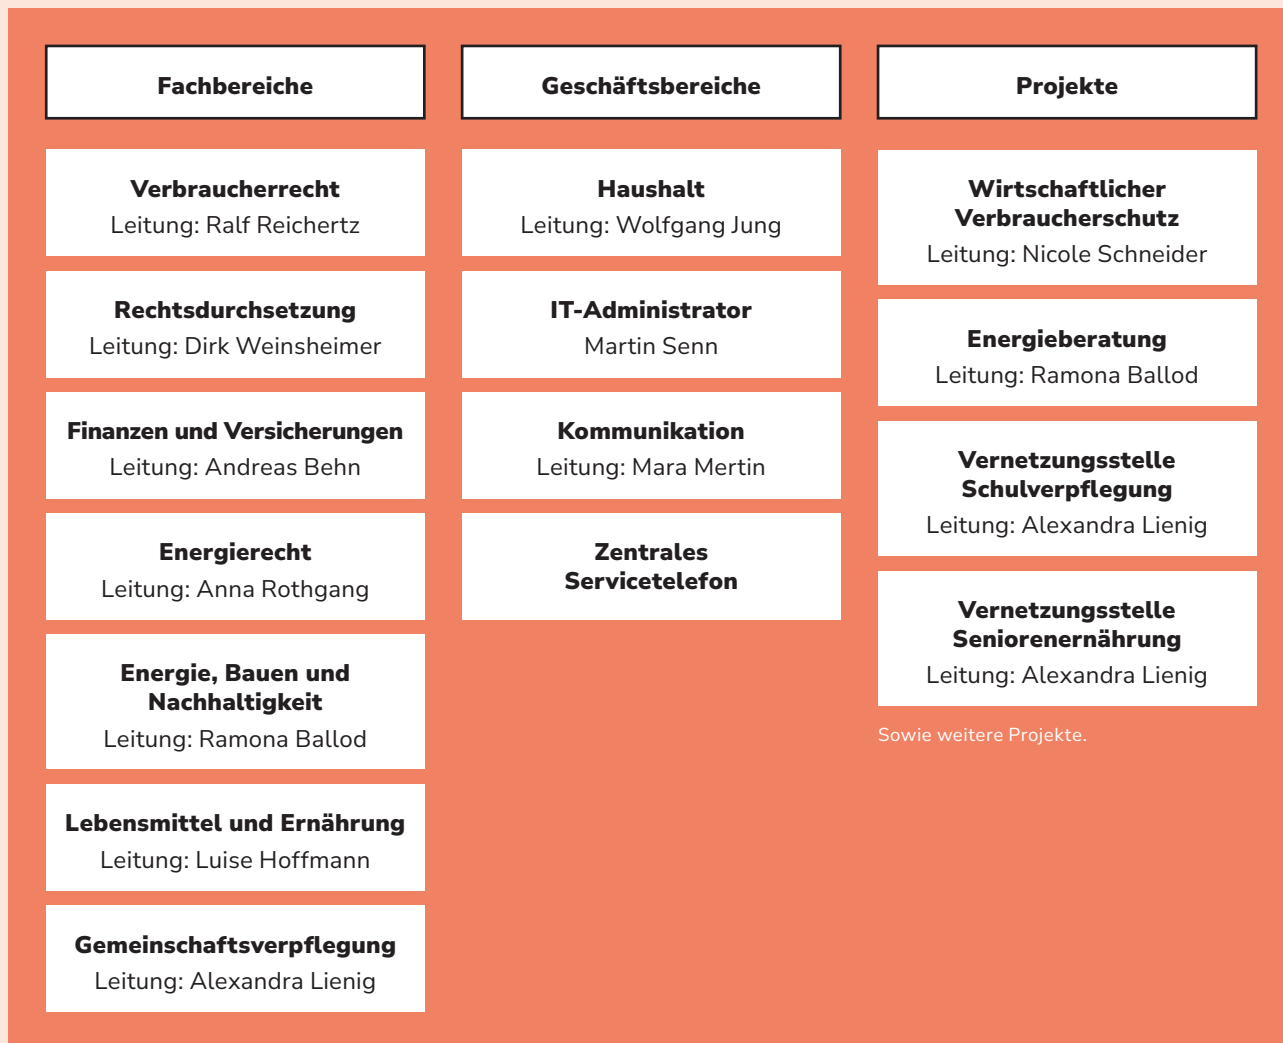 Fachbereiche
Verbraucherrecht
Leitung: Ralf Reichertz
Rechtsdurchsetzung
Leitung: Dirk Weinsheimer
Finanzen und Versicherungen
Leitung: Andreas Behn
Energierecht
Leitung: Anna Rothgang
Energie, Bauen und
Nachhaltigkeit
Leitung: Ramona Ballod
Lebensmittel und Ernährung
Leitung: Luise Hoffmann
Gemeinschaftsverpflegung
Leitung: Alexandra Lienig
Geschäftsbereiche
Haushalt
Leitung: Wolfgang Jung
IT-Administrator
Martin Senn
Kommunikation
Leitung: Mara Mertin
Zentrales
Servicetelefon
Projekte
Wirtschaftlicher
Verbraucherschutz
Leitung: Nicole Schneider
Energieberatung
Leitung: Ramona Ballod
Vernetzungsstelle
Schulverpflegung
Leitung: Alexandra Lienig
Vernetzungsstelle
Seniorenernährung
Leitung: Alexandra Lienig
Sowie weitere Projekte.